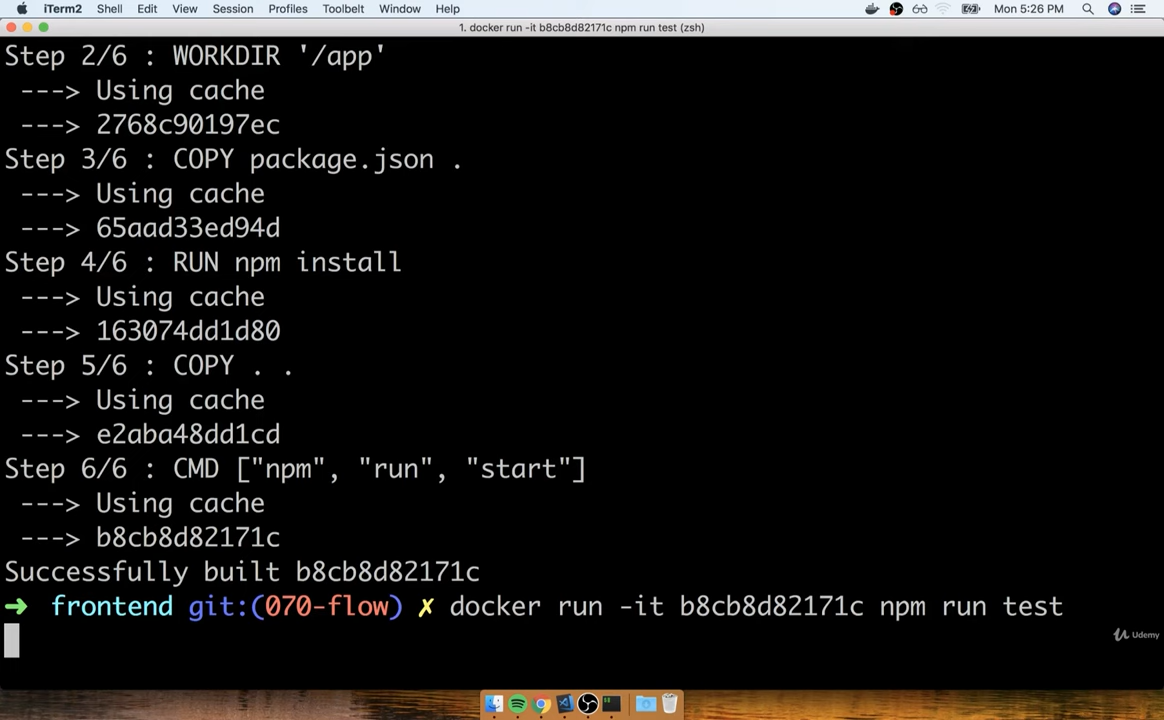 iTerm2 Shell Edit View Session Profiles Toolbelt Window Help Mon 5:26 PM
1. docker run -it b8cb8d82171c npm run test (zsh)
Step 2/6 : WORKDIR '/app'
---> Using cache
---> 2768c90197ec
Step 3/6 : COPY package.json .
---> Using cache
---> 65aad33ed94d
Step 4/6 : RUN npm install
---> Using cache
---> 163074dd1d80
Step 5/6 : COPY . .
---> Using cache
---> e2aba48dd1cd
Step 6/6 : CMD ["npm", "run", "start"]
---> Using cache
---> b8cb8d82171c
Successfully built b8cb8d82171c
➜ frontend git:(070-flow) ✗ docker run -it b8cb8d82171c npm run test
Udemy